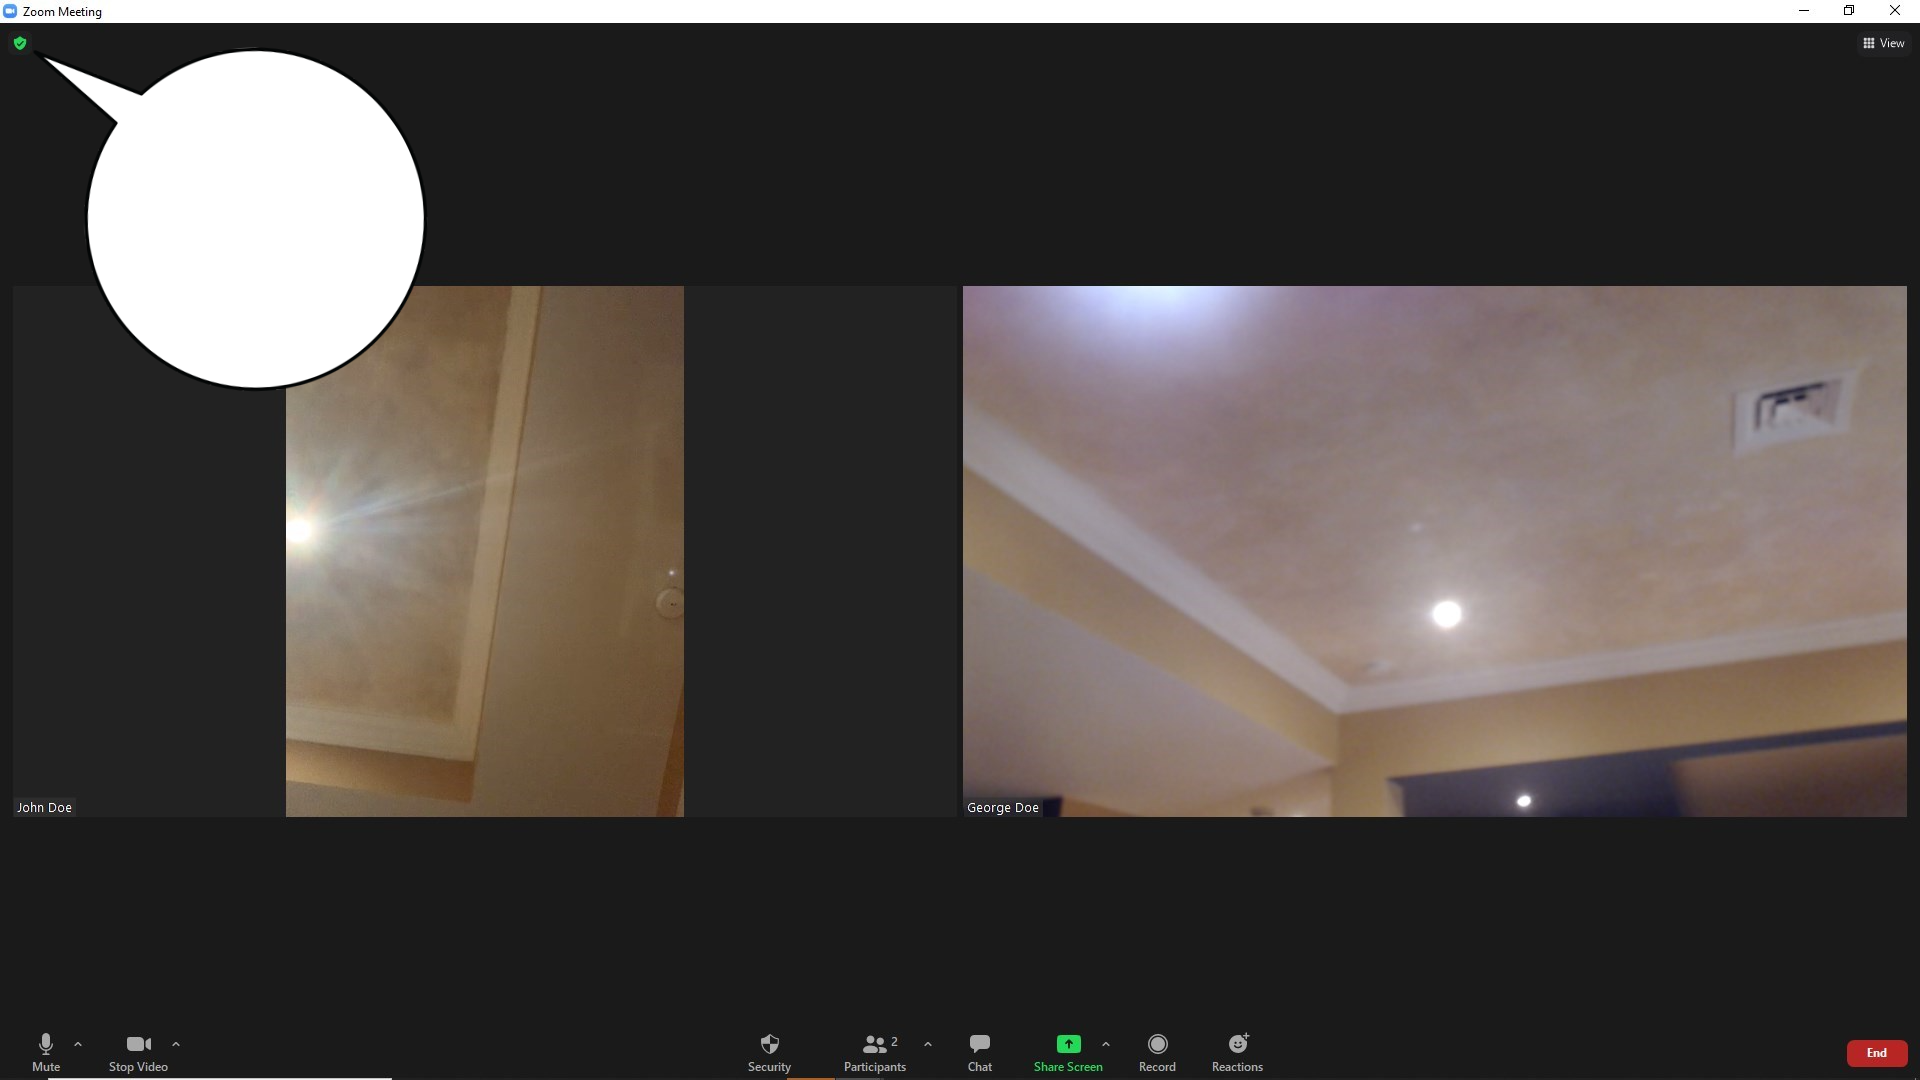 Zoom Meeting
View
John Doe
George Doe
Mute
Stop Video
Security
Participants
2
Chat
Share Screen
Record
Reactions
End